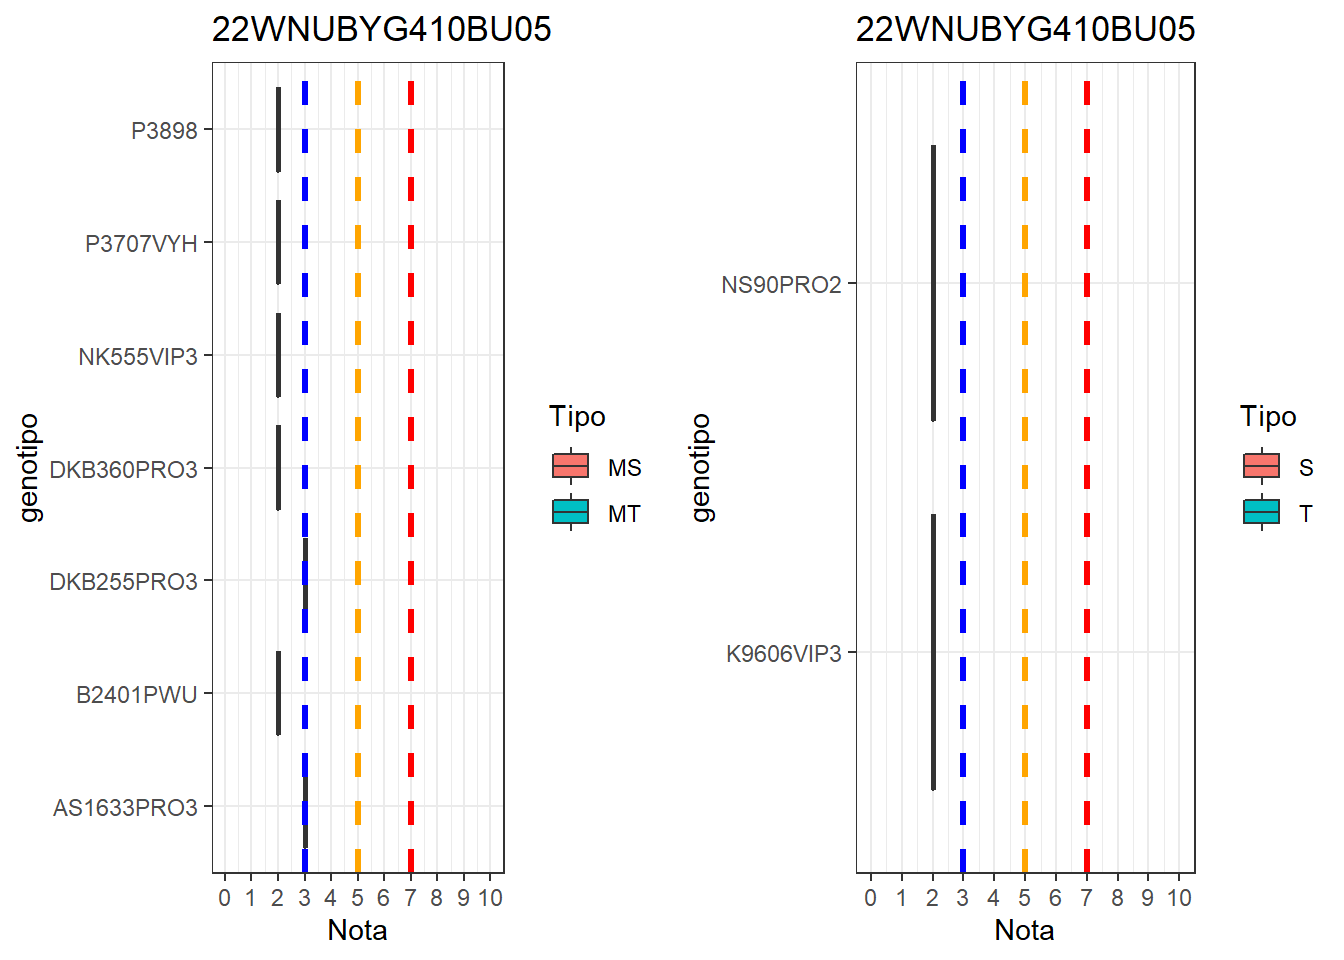 22WNUBYG410BU05
P3898
P3707VYH
NK555VIP3
DKB360PRO3
DKB255PRO3
B2401PWU
AS1633PRO3
genotipo
0 1 2 3 4 5 6 7 8 9 10
Nota
Tipo
MS
MT
22WNUBYG410BU05
NS90PRO2
K9606VIP3
genotipo
0 1 2 3 4 5 6 7 8 9 10
Nota
Tipo
S
T